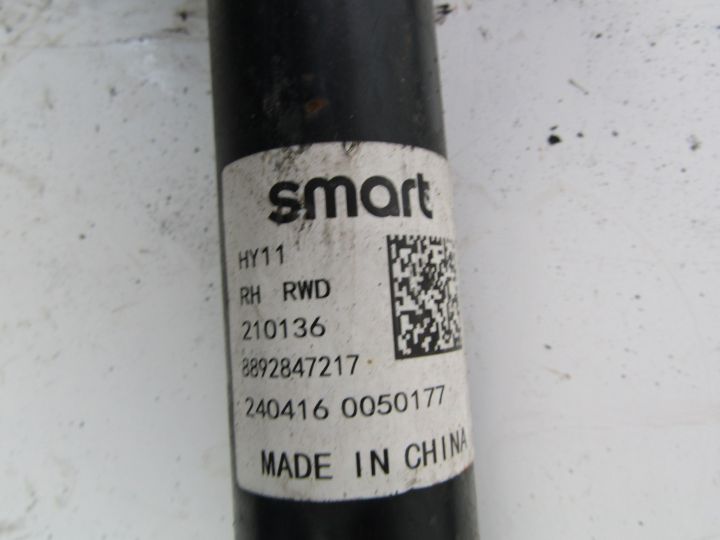 smart
HY11
RH RWD
210136
8892847217
240416 0050177
MADE IN CHINA